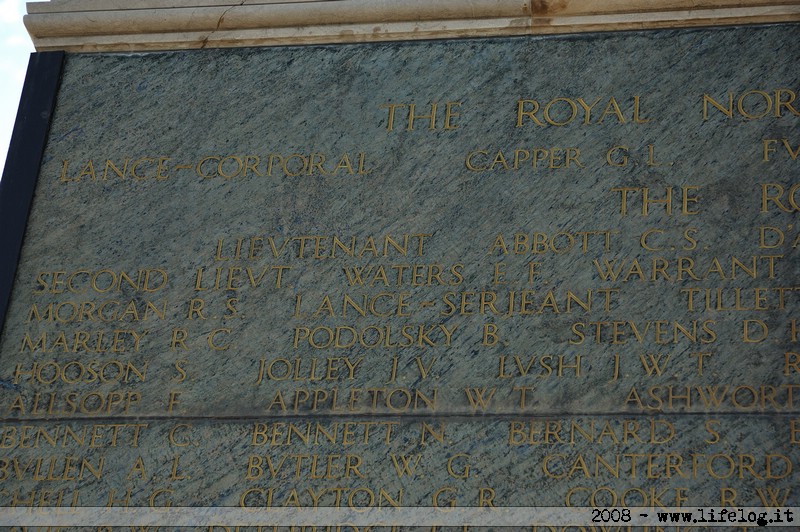 THE ROYAL NOR
LANCE-CORPORAL CAPPER G.L. FV
THE RO
LIEVTENANT ABBOTT C.S. D'A
SECOND LIEVT WATERS E.F. WARRANT
MORGAN R.S. LANCE-SERJEANT TILLETT
MARLEY R.C. PODOLSKY B. STEVENS D.
HOOSON S. JOLLEY J.V. LVSH J.W.T. R
ALLSOPP F. APPLETON W.T. ASHWORT
BENNETT G. BENNETT N. BERNARD S.
BVLLEN A.L. BVTLER W.G. CANTERFORD
CLAYTON G.R. COOKE R.W
2008 - www.lifelog.it